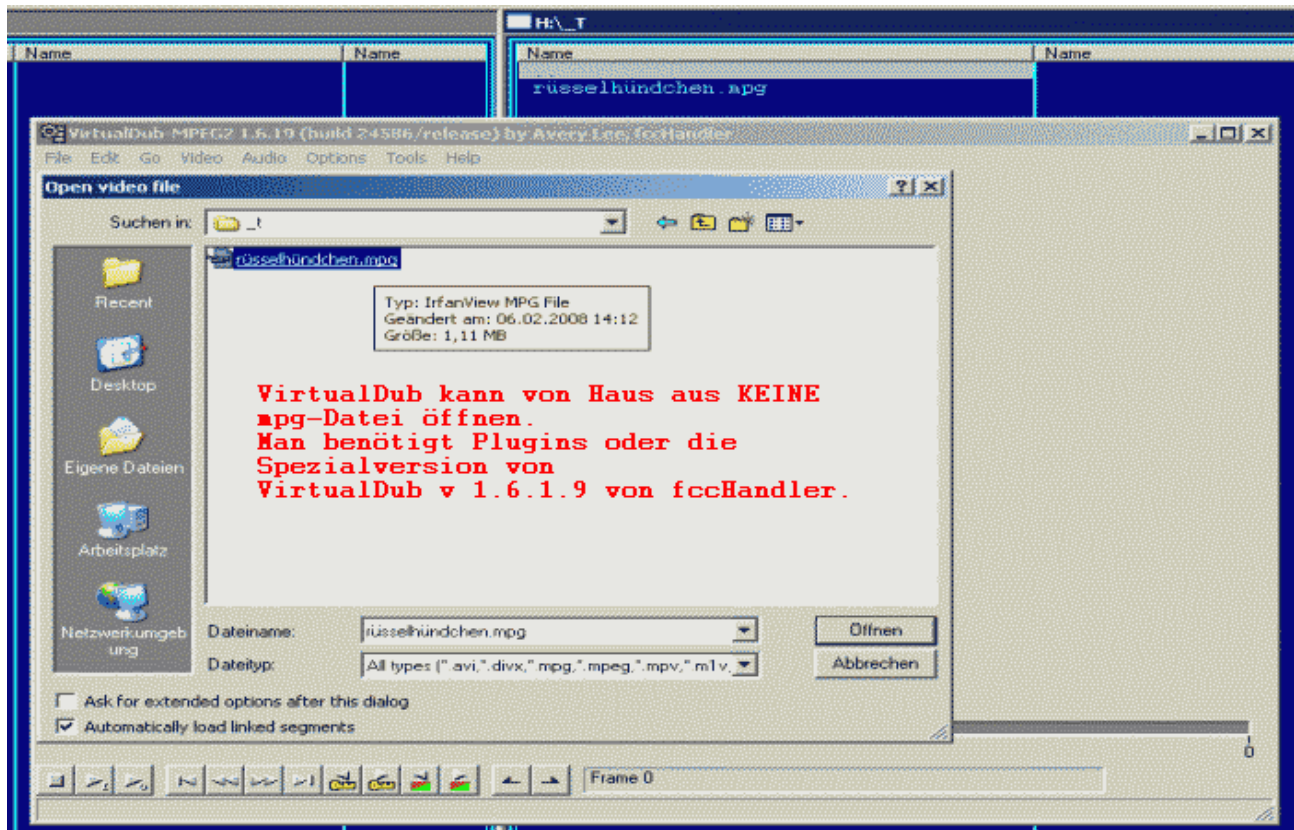 H:\_T
Name
Name
Name
Name
rüsselhündchen.mpg
VirtualDub-MPEG2 1.6.19 (build 24586/release) by Avery Lee, fccHandler
File Edit Go Video Audio Options Tools Help
Open video file
Suchen in:
_t
rüsselhündchen.mpg
Typ: IrfanView MPG File
Geändert am: 06.02.2008 14:12
Größe: 1,11 MB
Recent
Desktop
Eigene Dateien
Arbeitsplatz
Netzwerkumgeb
ung
VirtualDub kann von Haus aus KEINE
mpg-Datei öffnen.
Man benötigt Plugins oder die
Spezialversion von
VirtualDub v 1.6.1.9 von fccHandler.
Dateiname:
rüsselhündchen.mpg
Öffnen
Dateityp:
All types (*.avi,*.divx,*.mpg,*.mpeg,*.mpv,*.m1v,
Abbrechen
Ask for extended options after this dialog
Automatically load linked segments
0
Frame 0